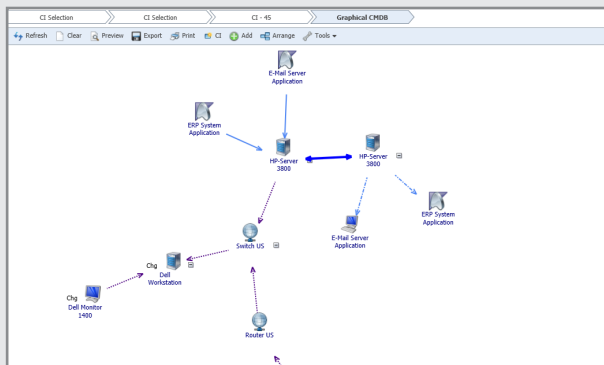 CI Selection
CI Selection
CI - 45
Graphical CMDB
Refresh
Clear
Preview
Export
Print
CI
Add
Arrange
Tools
E-Mail Server
Application
ERP System
Application
HP-Server
3800
HP-Server
3800
ERP System
Application
E-Mail Server
Application
Switch US
Chg
Dell
Workstation
Chg
Dell Monitor
1400
Router US